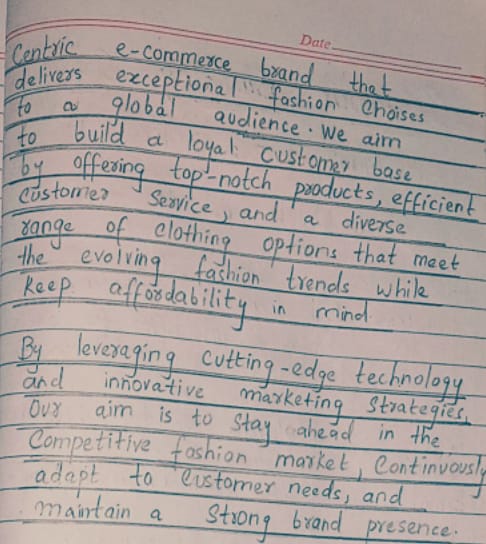 Date
Centric e-commerce brand that
delivers exceptional fashion Choises
to a global audience. We aim
to build a loyal customer base
by offering top-notch products, efficient
customer Service, and a diverse
range of clothing options that meet
the evolving fashion trends while
keep affordability in mind.
By leveraging cutting-edge technology
and innovative marketing strategies,
Our aim is to stay ahead in the
Competitive fashion market, Continuously
adapt to Customer needs, and
maintain a strong brand presence.